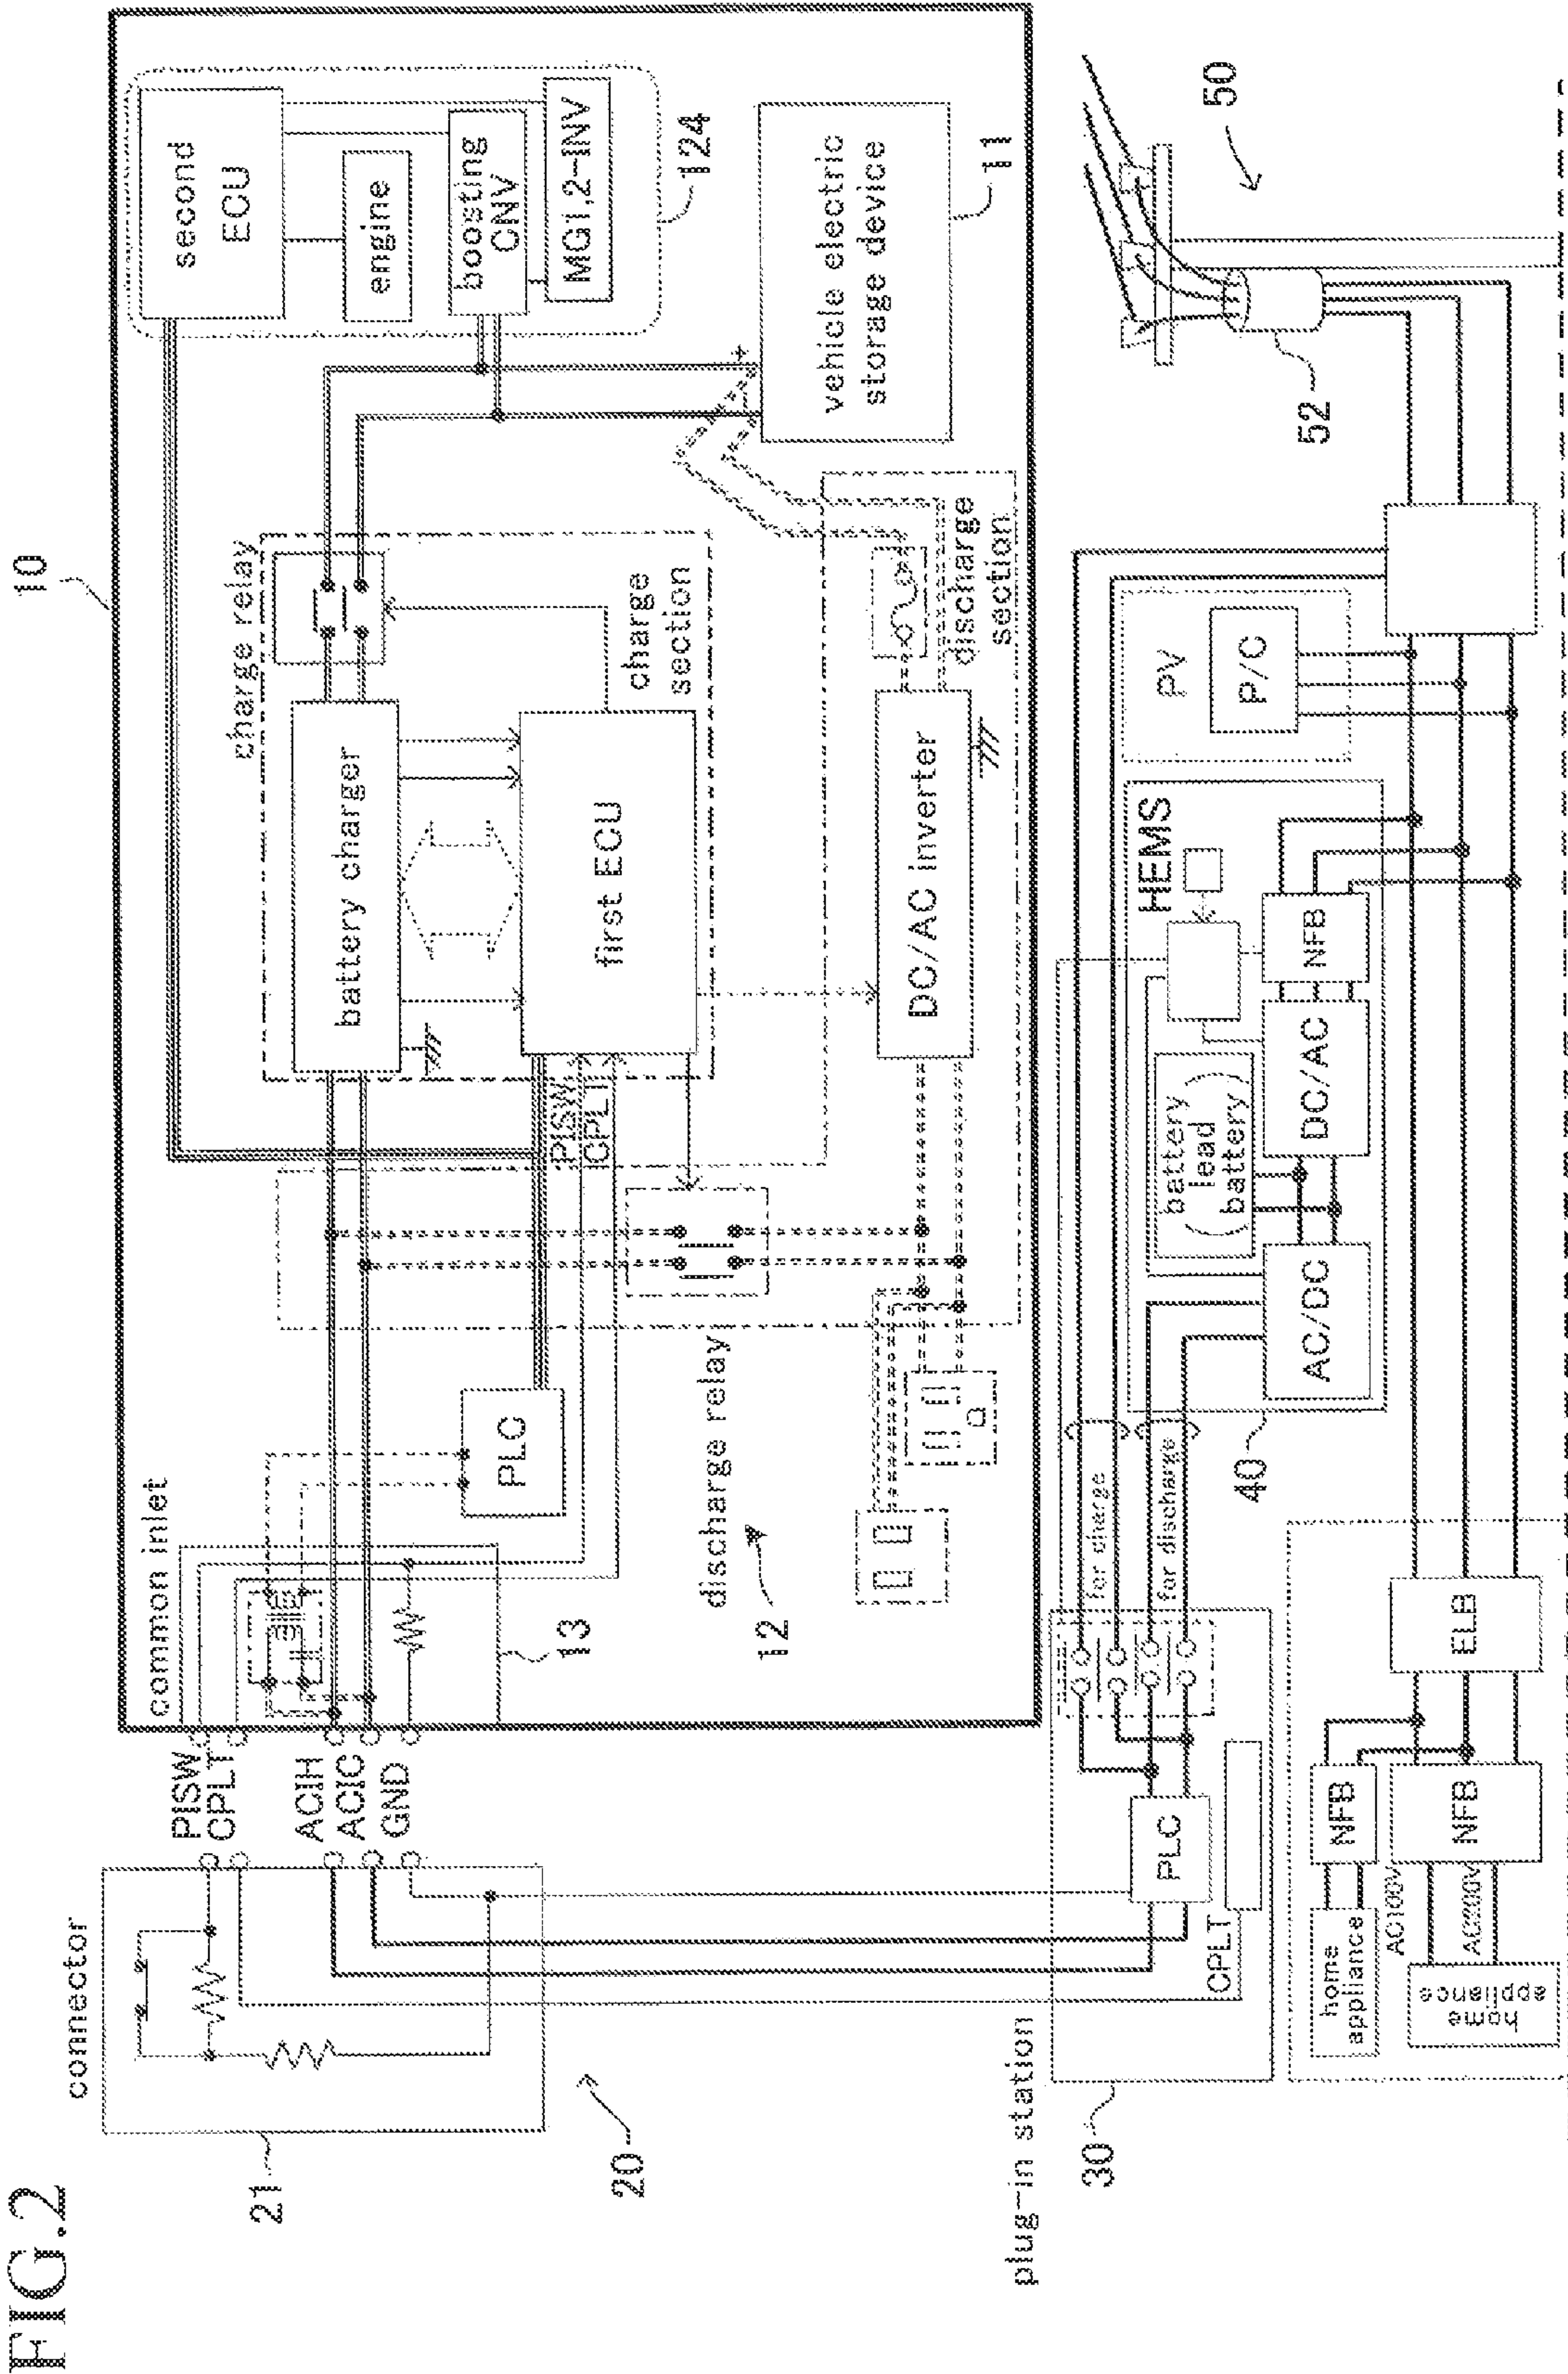 FIG.2
10
common inlet
charge relay
second
ECU
engine
boosting
CNV
MG1,2-INV
124
battery charger
first ECU
charge
section
PISW
CPLT
vehicle electric
storage device
11
PLC
13
discharge relay
12
DC/AC inverter
discharge
section
connector
PISW
CPLT
ACIH
ACIC
GND
21
20
plug-in station
30
PLC
CPLT
for charge
for discharge
40
HEMS
AC/DC
battery
(lead
battery)
DC/AC
NFB
PV
P/C
50
52
home
appliance
AC100V
home
appliance
AC200V
NFB
NFB
ELB